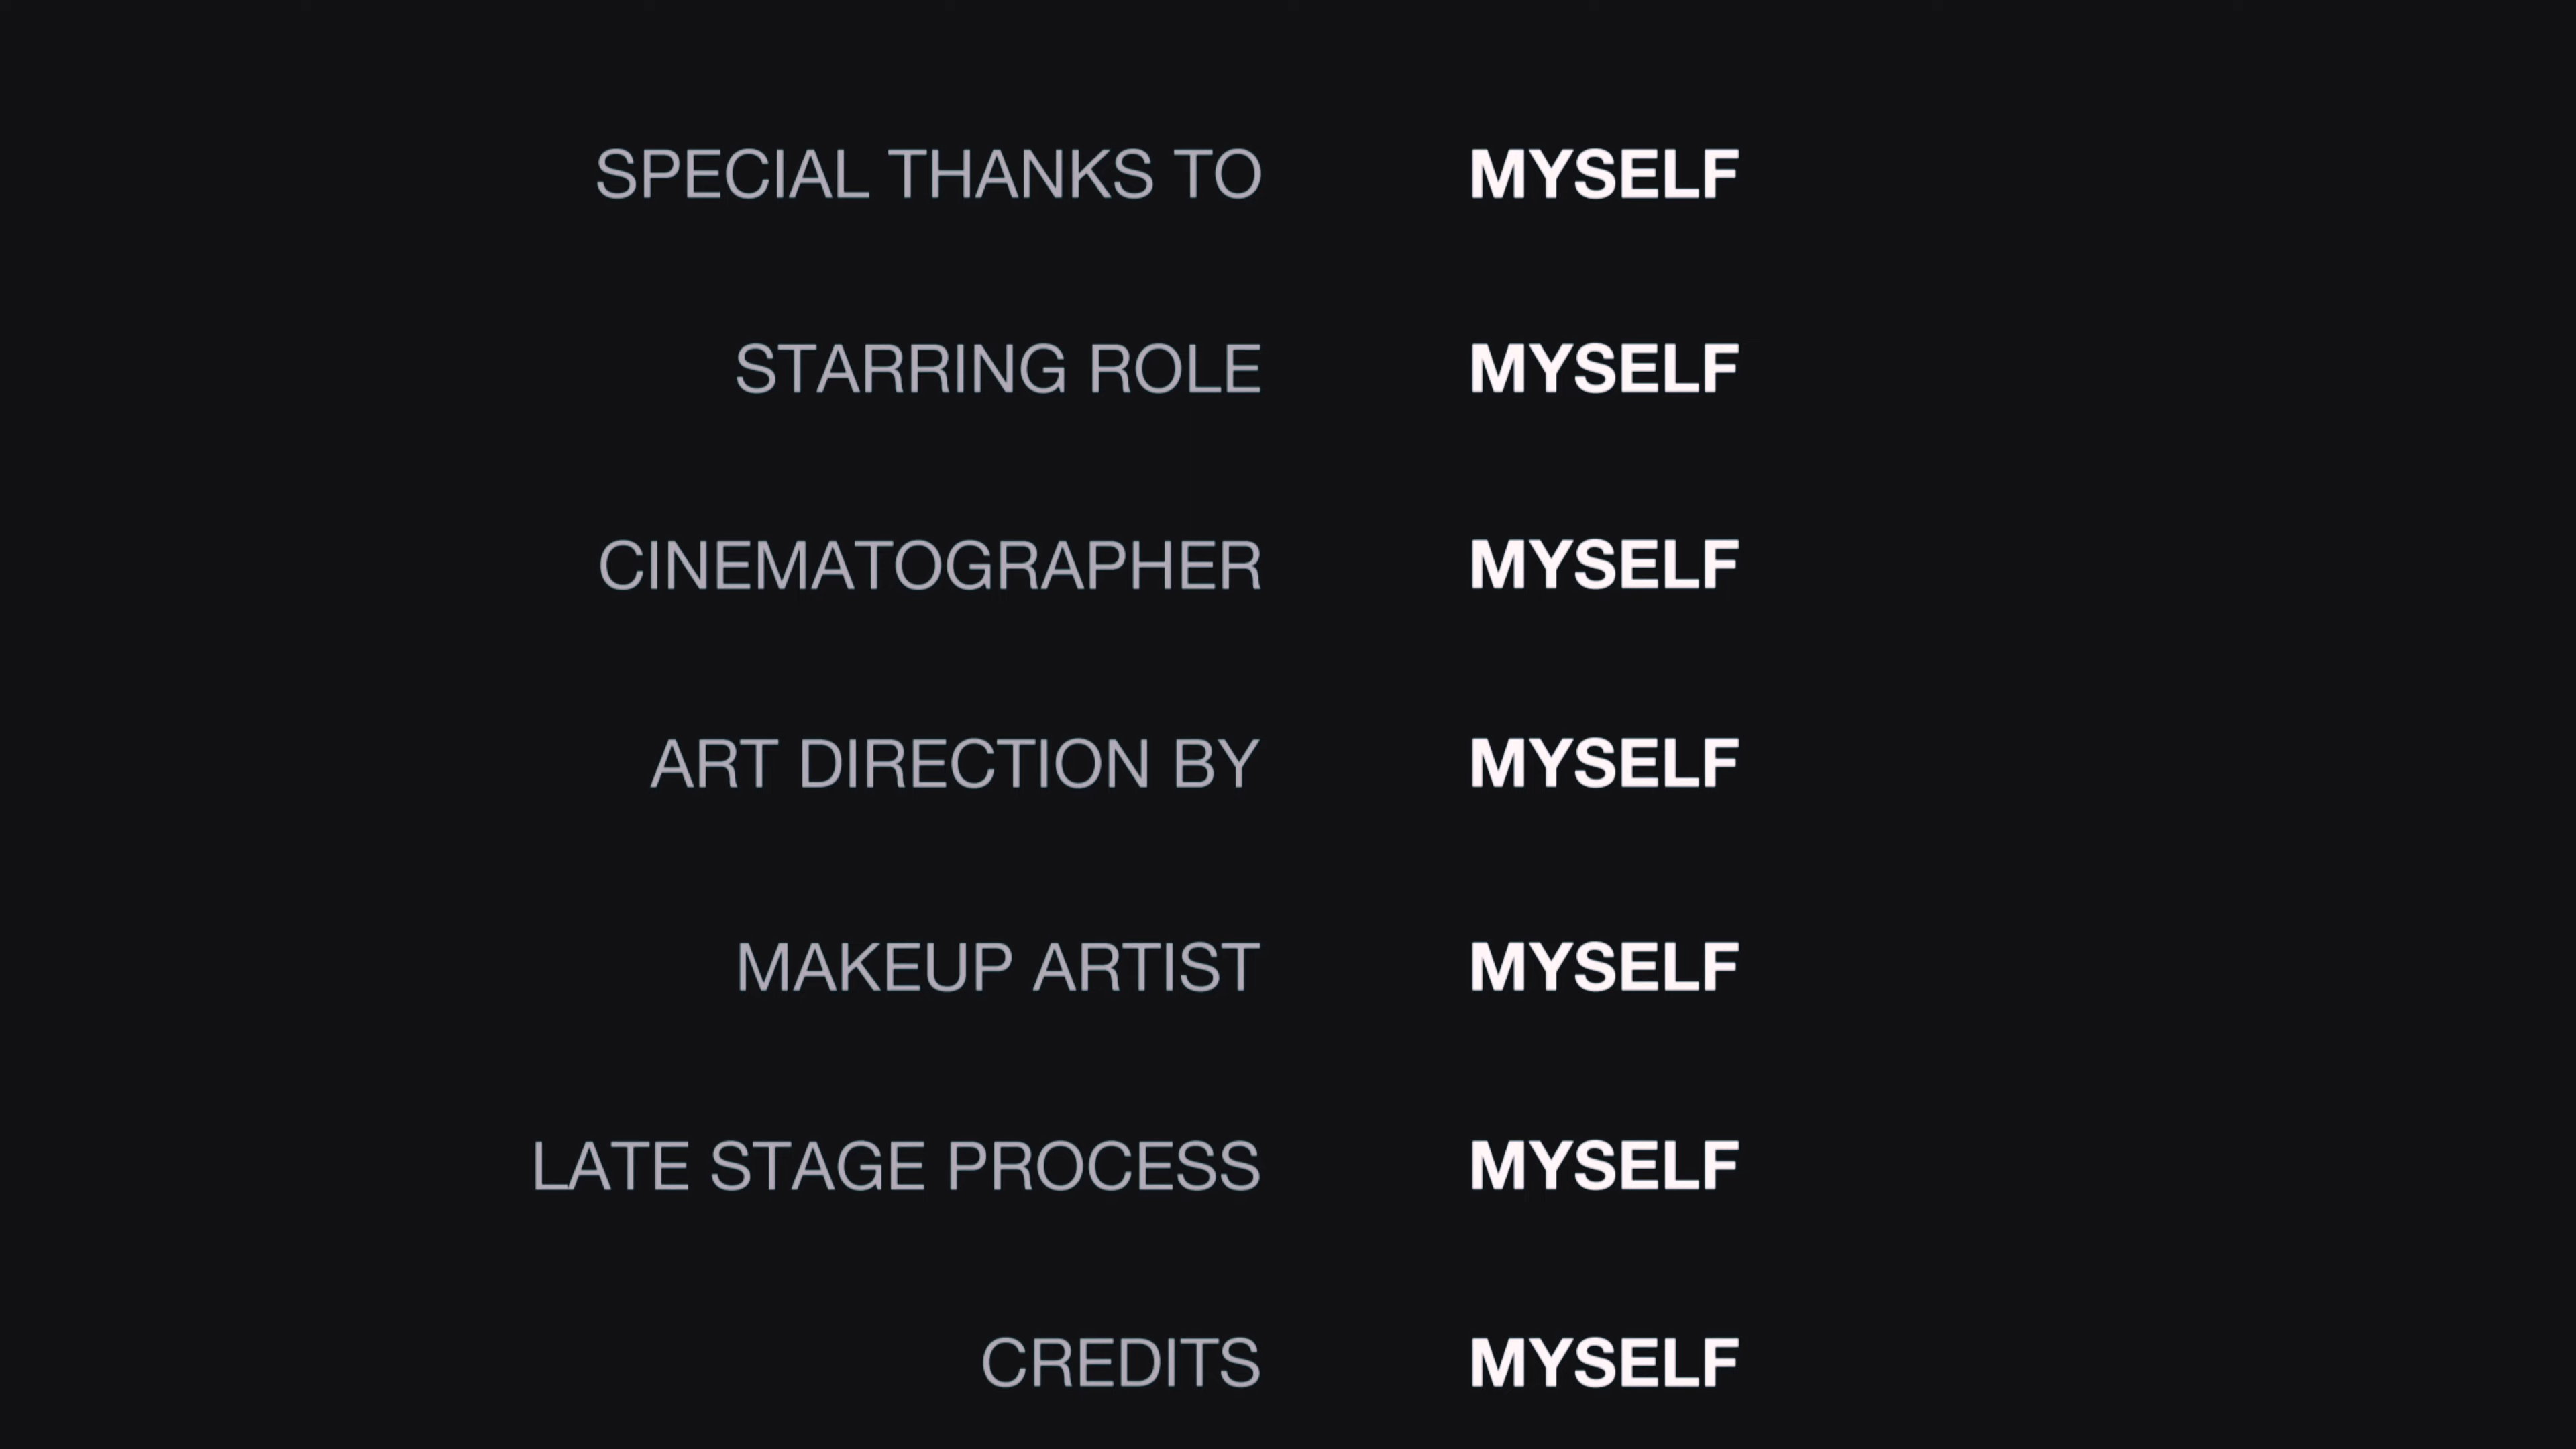 SPECIAL THANKS TO MYSELF
STARRING ROLE MYSELF
CINEMATOGRAPHER MYSELF
ART DIRECTION BY MYSELF
MAKEUP ARTIST MYSELF
LATE STAGE PROCESS MYSELF
CREDITS MYSELF